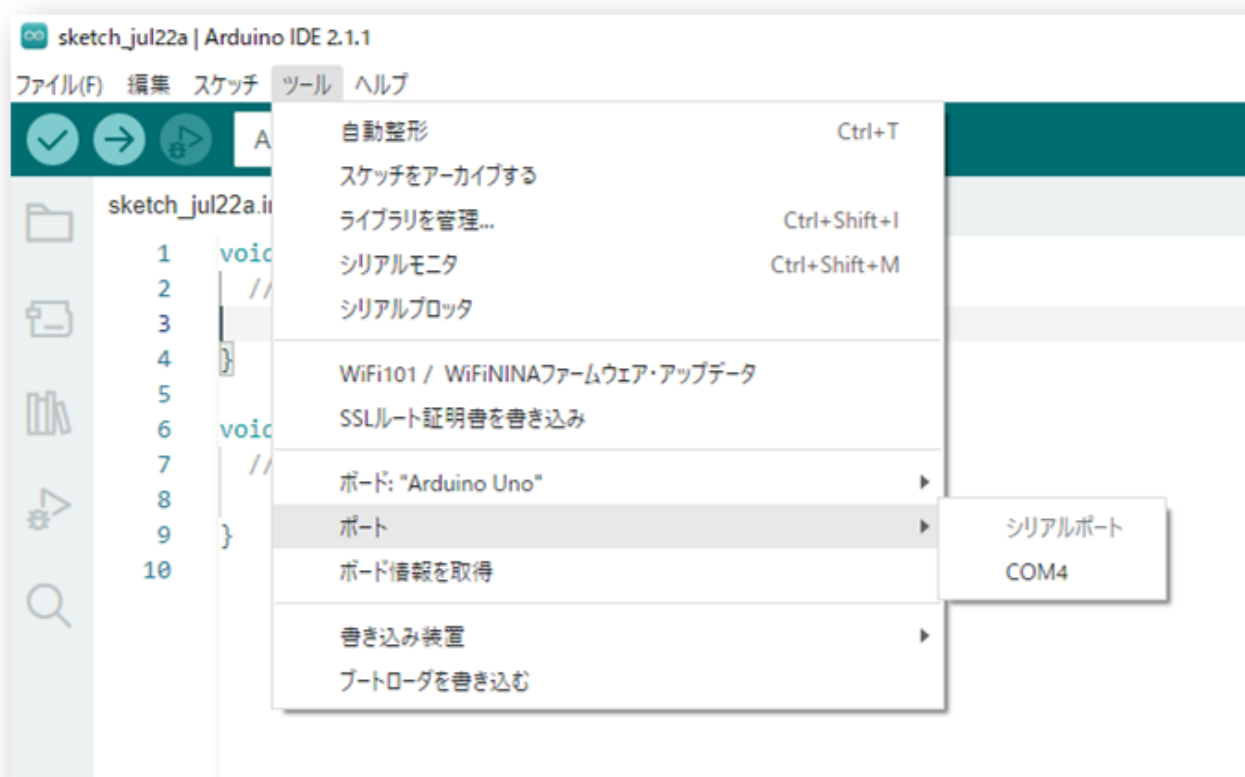 sketch_jul22a | Arduino IDE 2.1.1
ファイル(F) 編集 スケッチ ツール ヘルプ
A
sketch_jul22a.i
自動整形 Ctrl+T
スケッチをアーカイブする
ライブラリを管理... Ctrl+Shift+I
シリアルモニタ Ctrl+Shift+M
シリアルプロッタ
WiFi101 / WiFiNINAファームウェア・アップデータ
SSLルート証明書を書き込み
ボード: "Arduino Uno"
ポート
ボード情報を取得
書き込み装置
ブートローダを書き込む
シリアルポート
COM4
1 void
2 //
3
4 }
5
6 void
7 //
8
9 }
10